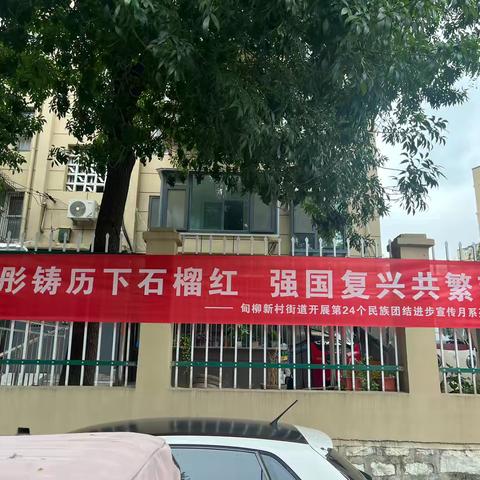 彤铸历下石榴红 强国复兴共繁
—— 甸柳新村街道开展第24个民族团结进步宣传月系